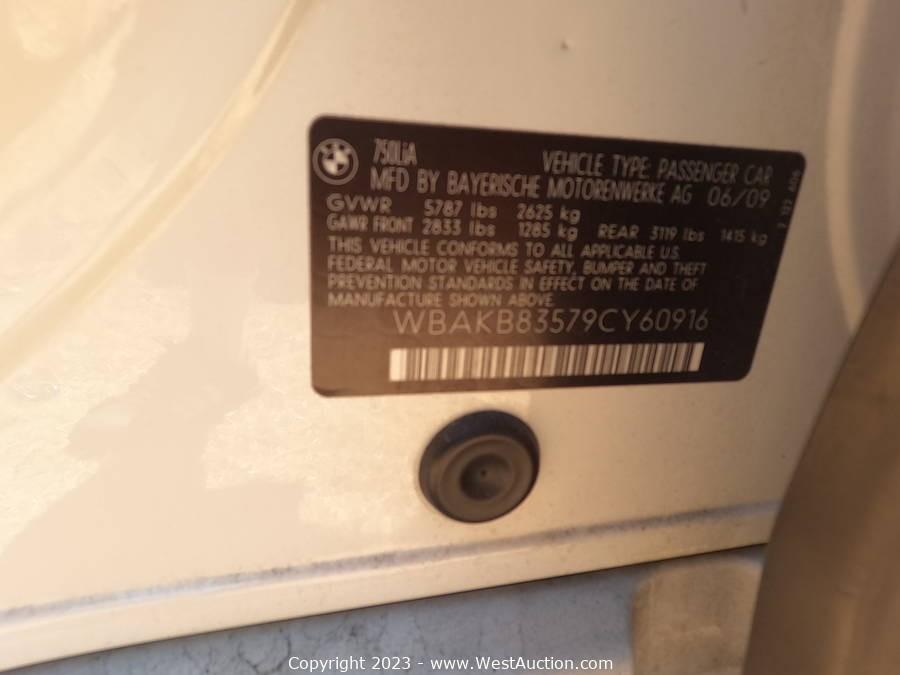 750LiA VEHICLE TYPE: PASSENGER CAR
MFD BY BAYERISCHE MOTORENWERKE AG 06/09
GVWR 5787 lbs 2625 kg
GAWR FRONT 2833 lbs 1285 kg REAR 3119 lbs 1415 kg
THIS VEHICLE CONFORMS TO ALL APPLICABLE U.S.
FEDERAL MOTOR VEHICLE SAFETY, BUMPER AND THEFT
PREVENTION STANDARDS IN EFFECT ON THE DATE OF
MANUFACTURE SHOWN ABOVE.
WBAKB83579CY60916
Copyright 2023 - www.WestAuction.com